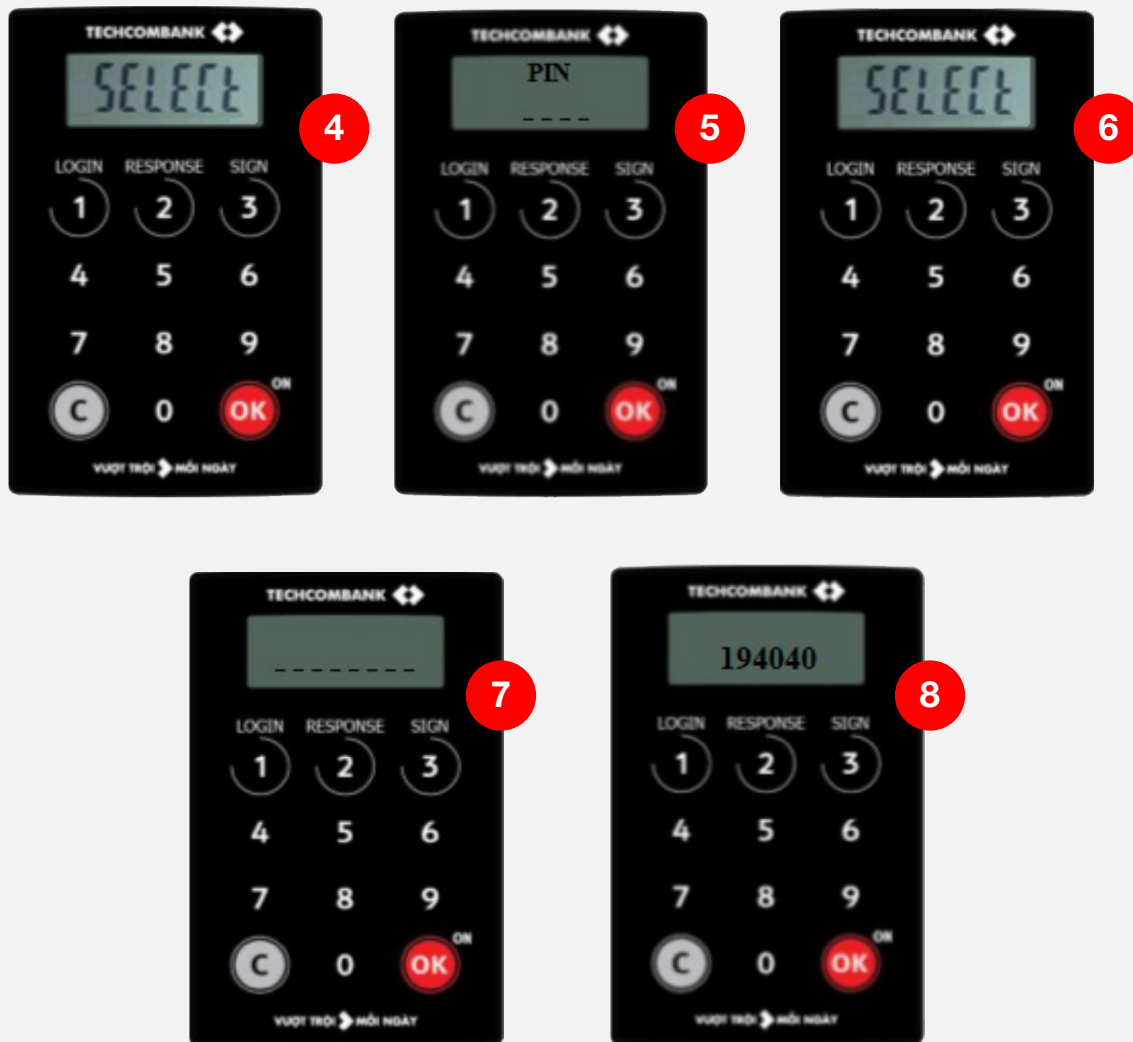 TECHCOMBANK
SELECt
4
LOGIN RESPONSE SIGN
1 2 3
4 5 6
7 8 9
ON
C 0 OK
VƯỢT TRỘI MỖI NGÀY
TECHCOMBANK
PIN
_ _ _ _
5
LOGIN RESPONSE SIGN
1 2 3
4 5 6
7 8 9
ON
C 0 OK
VƯỢT TRỘI MỖI NGÀY
TECHCOMBANK
SELECt
6
LOGIN RESPONSE SIGN
1 2 3
4 5 6
7 8 9
ON
C 0 OK
VƯỢT TRỘI MỖI NGÀY
TECHCOMBANK
_ _ _ _ _ _ _ _
7
LOGIN RESPONSE SIGN
1 2 3
4 5 6
7 8 9
ON
C 0 OK
VƯỢT TRỘI MỖI NGÀY
TECHCOMBANK
194040
8
LOGIN RESPONSE SIGN
1 2 3
4 5 6
7 8 9
ON
C 0 OK
VƯỢT TRỘI MỖI NGÀY